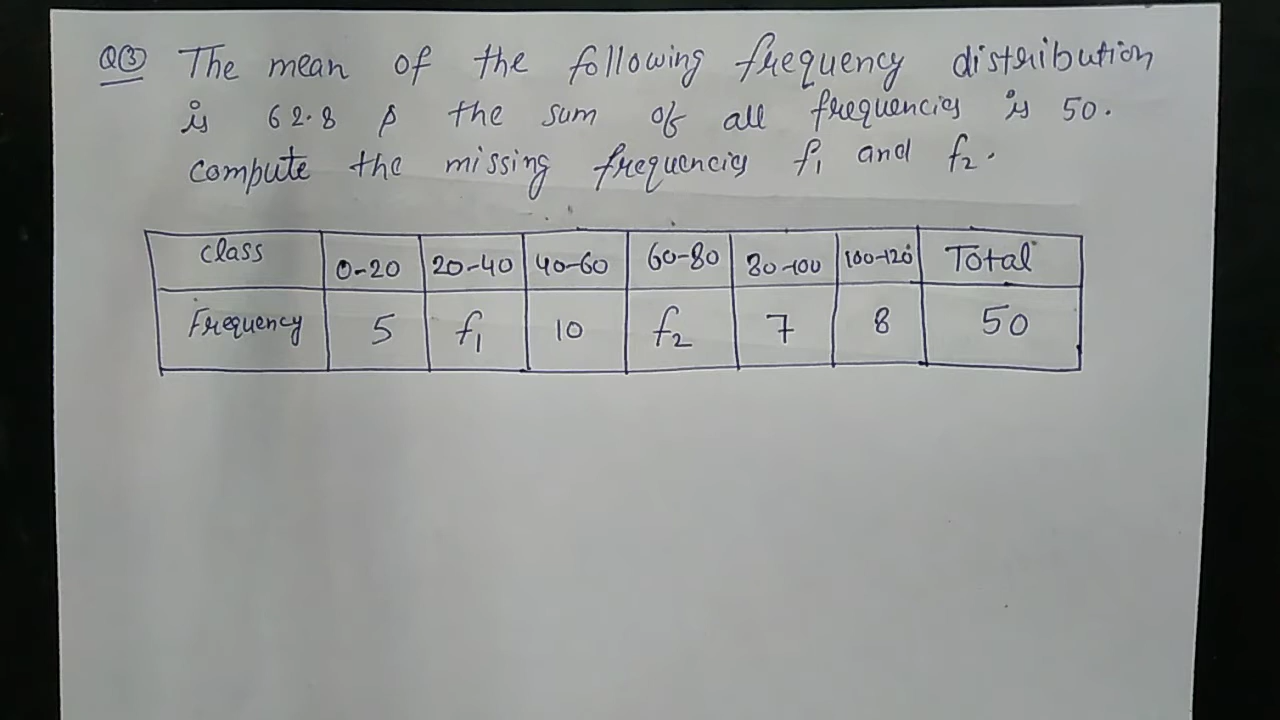 Q③ The mean of the following frequency distribution
is 62.8 & the sum of all frequencies is 50.
compute the missing frequencies f₁ and f₂.
class 0-20 20-40 40-60 60-80 80-100 100-120 Total
Frequency 5 f₁ 10 f₂ 7 8 50